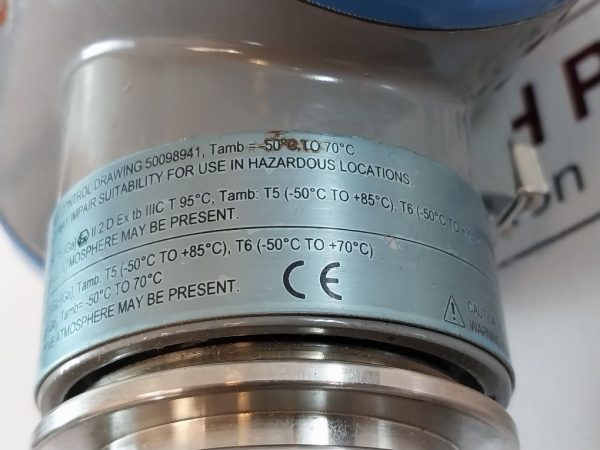 CONTROL DRAWING 50098941, Tamb = -50°C TO 70°C
MAY IMPAIR SUITABILITY FOR USE IN HAZARDOUS LOCATIONS.
II 2 D Ex tb IIIC T 95°C, Tamb: T5 (-50°C TO +85°C), T6 (-50°C TO
ATMOSPHERE MAY BE PRESENT.
Ga], Tamb: T5 (-50°C TO +85°C), T6 (-50°C TO +70°C)
Tamb= -50°C TO 70°C
ATMOSPHERE MAY BE PRESENT.
CE
WARNING
H P
on